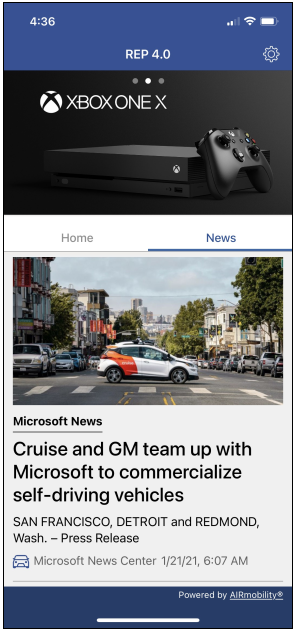 4:36
REP 4.0
XBOX ONE X
Home
News
Microsoft News
Cruise and GM team up with
Microsoft to commercialize
self-driving vehicles
SAN FRANCISCO, DETROIT and REDMOND,
Wash. – Press Release
Microsoft News Center 1/21/21, 6:07 AM
Powered by AIRmobility®